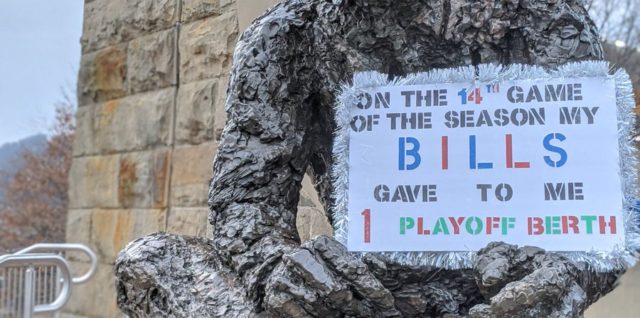 ON THE 14TH GAME
OF THE SEASON MY
BILLS
GAVE TO ME
1 PLAYOFF BERTH